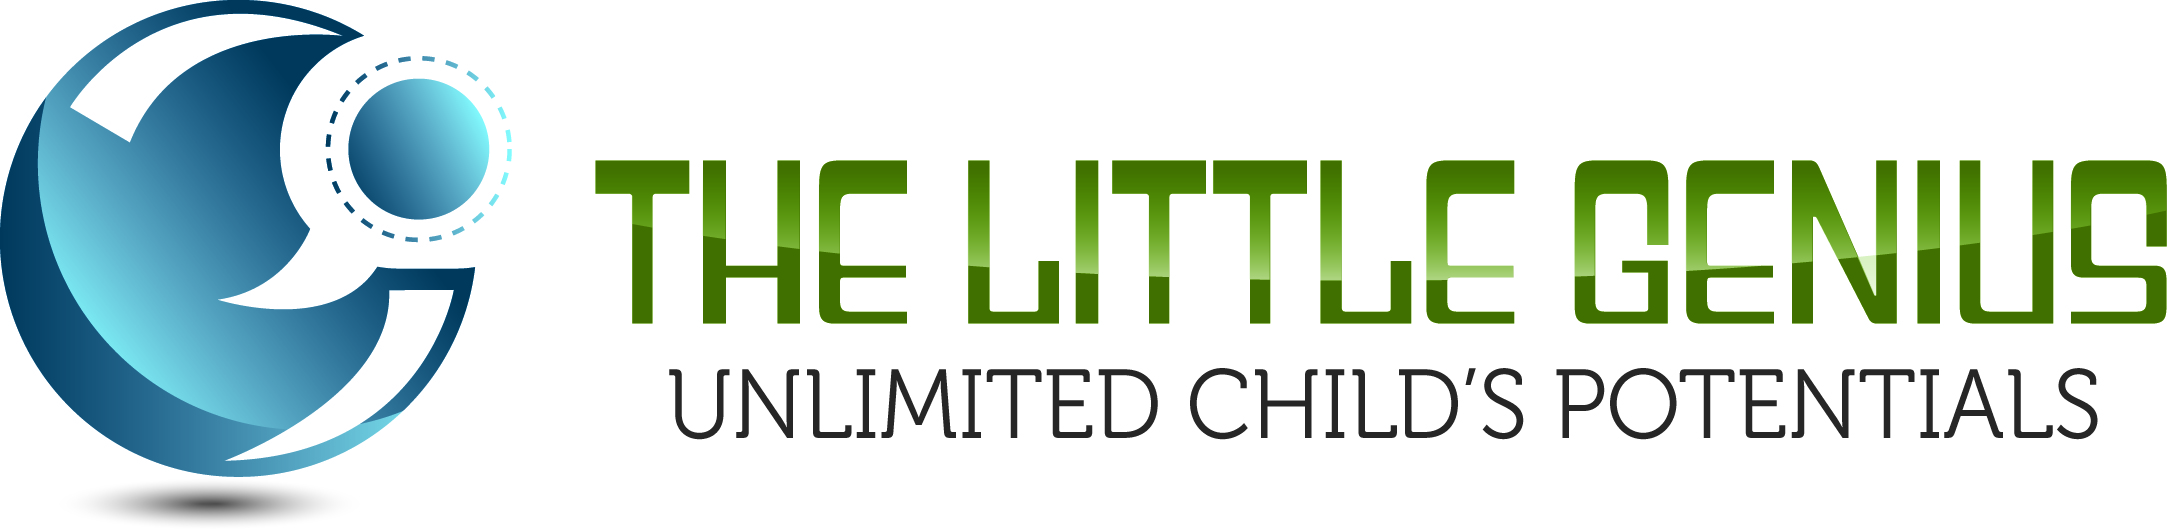 THE LITTLE GENIUS
UNLIMITED CHILD'S POTENTIALS